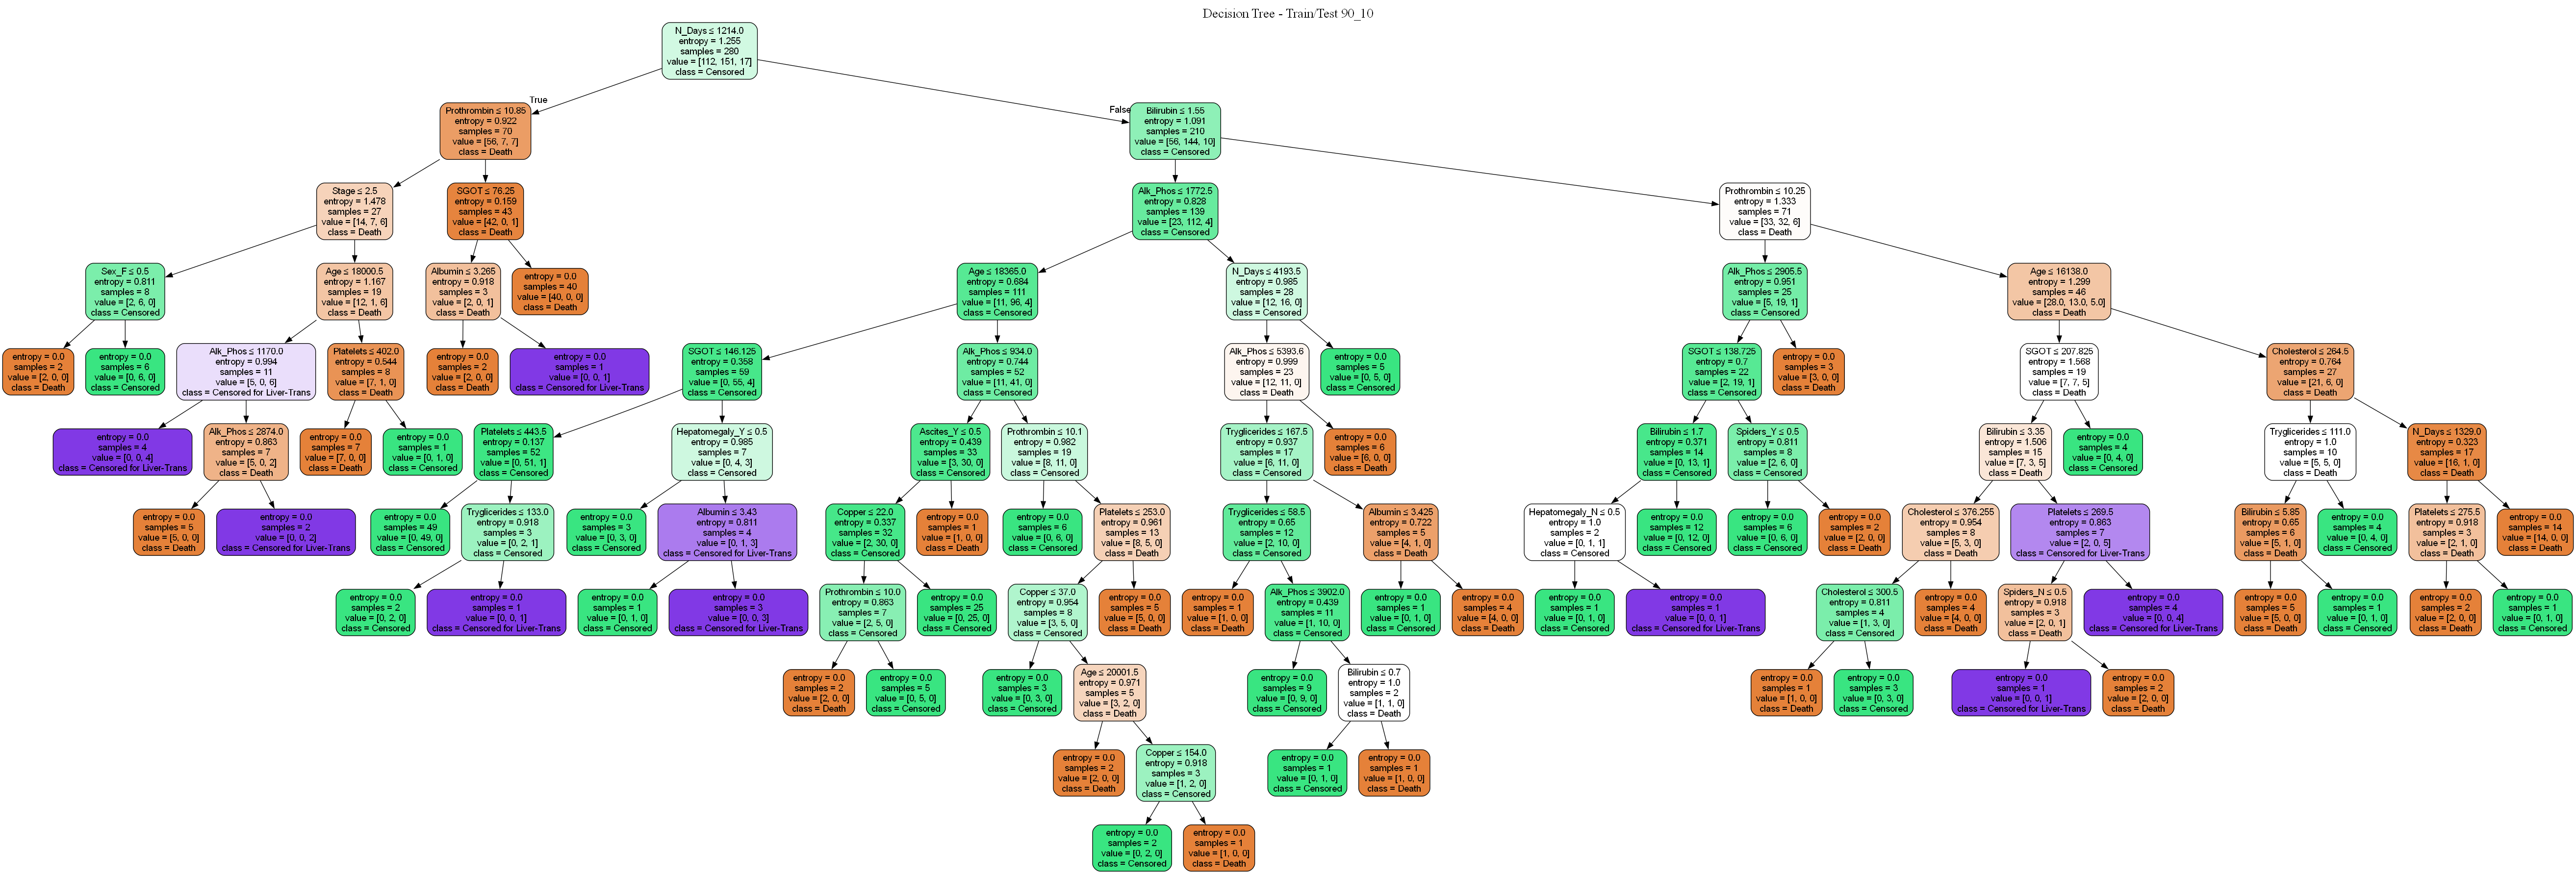 Decision Tree - Train/Test 90_10
N_Days ≤ 1214.0
entropy = 1.255
samples = 280
value = [112, 151, 17]
class = Censored
True
False
Prothrombin ≤ 10.85
entropy = 0.922
samples = 70
value = [56, 7, 7]
class = Death
Bilirubin ≤ 1.55
entropy = 1.091
samples = 210
value = [56, 144, 10]
class = Censored
Stage ≤ 2.5
entropy = 1.478
samples = 27
value = [14, 7, 6]
class = Death
SGOT ≤ 76.25
entropy = 0.159
samples = 43
value = [42, 0, 1]
class = Death
Alk_Phos ≤ 1772.5
entropy = 0.828
samples = 139
value = [23, 112, 4]
class = Censored
Prothrombin ≤ 10.25
entropy = 1.333
samples = 71
value = [33, 32, 6]
class = Death
Sex_F ≤ 0.5
entropy = 0.811
samples = 8
value = [2, 6, 0]
class = Censored
Age ≤ 18000.5
entropy = 1.167
samples = 19
value = [12, 1, 6]
class = Death
Albumin ≤ 3.265
entropy = 0.918
samples = 3
value = [2, 0, 1]
class = Death
entropy = 0.0
samples = 40
value = [40, 0, 0]
class = Death
Age ≤ 18365.0
entropy = 0.684
samples = 111
value = [11, 96, 4]
class = Censored
N_Days ≤ 4193.5
entropy = 0.985
samples = 28
value = [12, 16, 0]
class = Censored
Alk_Phos ≤ 2905.5
entropy = 0.951
samples = 25
value = [5, 19, 1]
class = Censored
Age ≤ 16138.0
entropy = 1.299
samples = 46
value = [28.0, 13.0, 5.0]
class = Death
entropy = 0.0
samples = 2
value = [2, 0, 0]
class = Death
entropy = 0.0
samples = 6
value = [0, 6, 0]
class = Censored
Alk_Phos ≤ 1170.0
entropy = 0.994
samples = 11
value = [5, 0, 6]
class = Censored for Liver-Trans
Platelets ≤ 402.0
entropy = 0.544
samples = 8
value = [7, 1, 0]
class = Death
entropy = 0.0
samples = 2
value = [2, 0, 0]
class = Death
entropy = 0.0
samples = 1
value = [0, 0, 1]
class = Censored for Liver-Trans
SGOT ≤ 146.125
entropy = 0.358
samples = 59
value = [0, 55, 4]
class = Censored
Alk_Phos ≤ 934.0
entropy = 0.744
samples = 52
value = [11, 41, 0]
class = Censored
Alk_Phos ≤ 5393.6
entropy = 0.999
samples = 23
value = [12, 11, 0]
class = Death
entropy = 0.0
samples = 5
value = [0, 5, 0]
class = Censored
SGOT ≤ 138.725
entropy = 0.7
samples = 22
value = [2, 19, 1]
class = Censored
entropy = 0.0
samples = 3
value = [3, 0, 0]
class = Death
SGOT ≤ 207.825
entropy = 1.568
samples = 19
value = [7, 7, 5]
class = Death
Cholesterol ≤ 264.5
entropy = 0.764
samples = 27
value = [21, 6, 0]
class = Death
entropy = 0.0
samples = 4
value = [0, 0, 4]
class = Censored for Liver-Trans
Alk_Phos ≤ 2874.0
entropy = 0.863
samples = 7
value = [5, 0, 2]
class = Death
entropy = 0.0
samples = 7
value = [7, 0, 0]
class = Death
entropy = 0.0
samples = 1
value = [0, 1, 0]
class = Censored
Platelets ≤ 443.5
entropy = 0.137
samples = 52
value = [0, 51, 1]
class = Censored
Hepatomegaly_Y ≤ 0.5
entropy = 0.985
samples = 7
value = [0, 4, 3]
class = Censored
Ascites_Y ≤ 0.5
entropy = 0.439
samples = 33
value = [3, 30, 0]
class = Censored
Prothrombin ≤ 10.1
entropy = 0.982
samples = 19
value = [8, 11, 0]
class = Censored
Tryglicerides ≤ 167.5
entropy = 0.937
samples = 17
value = [6, 11, 0]
class = Censored
entropy = 0.0
samples = 6
value = [6, 0, 0]
class = Death
Bilirubin ≤ 1.7
entropy = 0.371
samples = 14
value = [0, 13, 1]
class = Censored
Spiders_Y ≤ 0.5
entropy = 0.811
samples = 8
value = [2, 6, 0]
class = Censored
Bilirubin ≤ 3.35
entropy = 1.506
samples = 15
value = [7, 3, 5]
class = Death
entropy = 0.0
samples = 4
value = [0, 4, 0]
class = Censored
Tryglicerides ≤ 111.0
entropy = 1.0
samples = 10
value = [5, 5, 0]
class = Death
N_Days ≤ 1329.0
entropy = 0.323
samples = 17
value = [16, 1, 0]
class = Death
entropy = 0.0
samples = 5
value = [5, 0, 0]
class = Death
entropy = 0.0
samples = 2
value = [0, 0, 2]
class = Censored for Liver-Trans
entropy = 0.0
samples = 49
value = [0, 49, 0]
class = Censored
Tryglicerides ≤ 133.0
entropy = 0.918
samples = 3
value = [0, 2, 1]
class = Censored
entropy = 0.0
samples = 3
value = [0, 3, 0]
class = Censored
Albumin ≤ 3.43
entropy = 0.811
samples = 4
value = [0, 1, 3]
class = Censored for Liver-Trans
Copper ≤ 22.0
entropy = 0.337
samples = 32
value = [2, 30, 0]
class = Censored
entropy = 0.0
samples = 1
value = [1, 0, 0]
class = Death
entropy = 0.0
samples = 6
value = [0, 6, 0]
class = Censored
Platelets ≤ 253.0
entropy = 0.961
samples = 13
value = [8, 5, 0]
class = Death
Tryglicerides ≤ 58.5
entropy = 0.65
samples = 12
value = [2, 10, 0]
class = Censored
Albumin ≤ 3.425
entropy = 0.722
samples = 5
value = [4, 1, 0]
class = Death
Hepatomegaly_N ≤ 0.5
entropy = 1.0
samples = 2
value = [0, 1, 1]
class = Censored
entropy = 0.0
samples = 12
value = [0, 12, 0]
class = Censored
entropy = 0.0
samples = 6
value = [0, 6, 0]
class = Censored
entropy = 0.0
samples = 2
value = [2, 0, 0]
class = Death
Cholesterol ≤ 376.255
entropy = 0.954
samples = 8
value = [5, 3, 0]
class = Death
Platelets ≤ 269.5
entropy = 0.863
samples = 7
value = [2, 0, 5]
class = Censored for Liver-Trans
Bilirubin ≤ 5.85
entropy = 0.65
samples = 6
value = [5, 1, 0]
class = Death
entropy = 0.0
samples = 4
value = [0, 4, 0]
class = Censored
Platelets ≤ 275.5
entropy = 0.918
samples = 3
value = [2, 1, 0]
class = Death
entropy = 0.0
samples = 14
value = [14, 0, 0]
class = Death
entropy = 0.0
samples = 2
value = [0, 2, 0]
class = Censored
entropy = 0.0
samples = 1
value = [0, 0, 1]
class = Censored for Liver-Trans
entropy = 0.0
samples = 1
value = [0, 1, 0]
class = Censored
entropy = 0.0
samples = 3
value = [0, 0, 3]
class = Censored for Liver-Trans
Prothrombin ≤ 10.0
entropy = 0.863
samples = 7
value = [2, 5, 0]
class = Censored
entropy = 0.0
samples = 25
value = [0, 25, 0]
class = Censored
Copper ≤ 37.0
entropy = 0.954
samples = 8
value = [3, 5, 0]
class = Censored
entropy = 0.0
samples = 5
value = [5, 0, 0]
class = Death
entropy = 0.0
samples = 1
value = [1, 0, 0]
class = Death
Alk_Phos ≤ 3902.0
entropy = 0.439
samples = 11
value = [1, 10, 0]
class = Censored
entropy = 0.0
samples = 1
value = [0, 1, 0]
class = Censored
entropy = 0.0
samples = 4
value = [4, 0, 0]
class = Death
entropy = 0.0
samples = 1
value = [0, 1, 0]
class = Censored
entropy = 0.0
samples = 1
value = [0, 0, 1]
class = Censored for Liver-Trans
Cholesterol ≤ 300.5
entropy = 0.811
samples = 4
value = [1, 3, 0]
class = Censored
entropy = 0.0
samples = 4
value = [4, 0, 0]
class = Death
Spiders_N ≤ 0.5
entropy = 0.918
samples = 3
value = [2, 0, 1]
class = Death
entropy = 0.0
samples = 4
value = [0, 0, 4]
class = Censored for Liver-Trans
entropy = 0.0
samples = 5
value = [5, 0, 0]
class = Death
entropy = 0.0
samples = 1
value = [0, 1, 0]
class = Censored
entropy = 0.0
samples = 2
value = [2, 0, 0]
class = Death
entropy = 0.0
samples = 1
value = [0, 1, 0]
class = Censored
entropy = 0.0
samples = 2
value = [2, 0, 0]
class = Death
entropy = 0.0
samples = 5
value = [0, 5, 0]
class = Censored
entropy = 0.0
samples = 3
value = [0, 3, 0]
class = Censored
Age ≤ 20001.5
entropy = 0.971
samples = 5
value = [3, 2, 0]
class = Death
entropy = 0.0
samples = 9
value = [0, 9, 0]
class = Censored
Bilirubin ≤ 0.7
entropy = 1.0
samples = 2
value = [1, 1, 0]
class = Death
entropy = 0.0
samples = 1
value = [1, 0, 0]
class = Death
entropy = 0.0
samples = 3
value = [0, 3, 0]
class = Censored
entropy = 0.0
samples = 1
value = [0, 0, 1]
class = Censored for Liver-Trans
entropy = 0.0
samples = 2
value = [2, 0, 0]
class = Death
entropy = 0.0
samples = 2
value = [2, 0, 0]
class = Death
Copper ≤ 154.0
entropy = 0.918
samples = 3
value = [1, 2, 0]
class = Censored
entropy = 0.0
samples = 1
value = [0, 1, 0]
class = Censored
entropy = 0.0
samples = 1
value = [1, 0, 0]
class = Death
entropy = 0.0
samples = 2
value = [0, 2, 0]
class = Censored
entropy = 0.0
samples = 1
value = [1, 0, 0]
class = Death